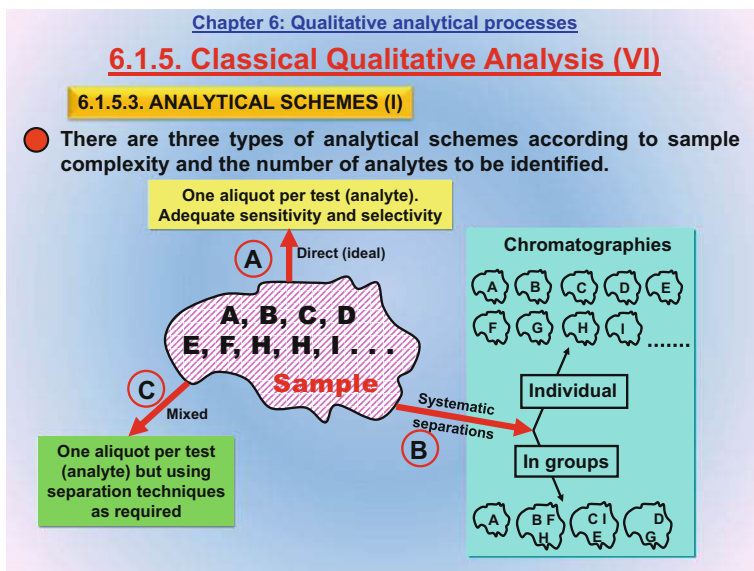 Chapter 6: Qualitative analytical processes
6.1.5. Classical Qualitative Analysis (VI)
6.1.5.3. ANALYTICAL SCHEMES (I)
There are three types of analytical schemes according to sample
complexity and the number of analytes to be identified.
One aliquot per test (analyte).
Adequate sensitivity and selectivity
A
Direct (ideal)
A, B, C, D
E, F, H, H, I . . .
Sample
C
Mixed
One aliquot per test
(analyte) but using
separation techniques
as required
Systematic
separations
B
Chromatographies
A B C D E
F G H I .......
Individual
In groups
A B F C I D
H E G